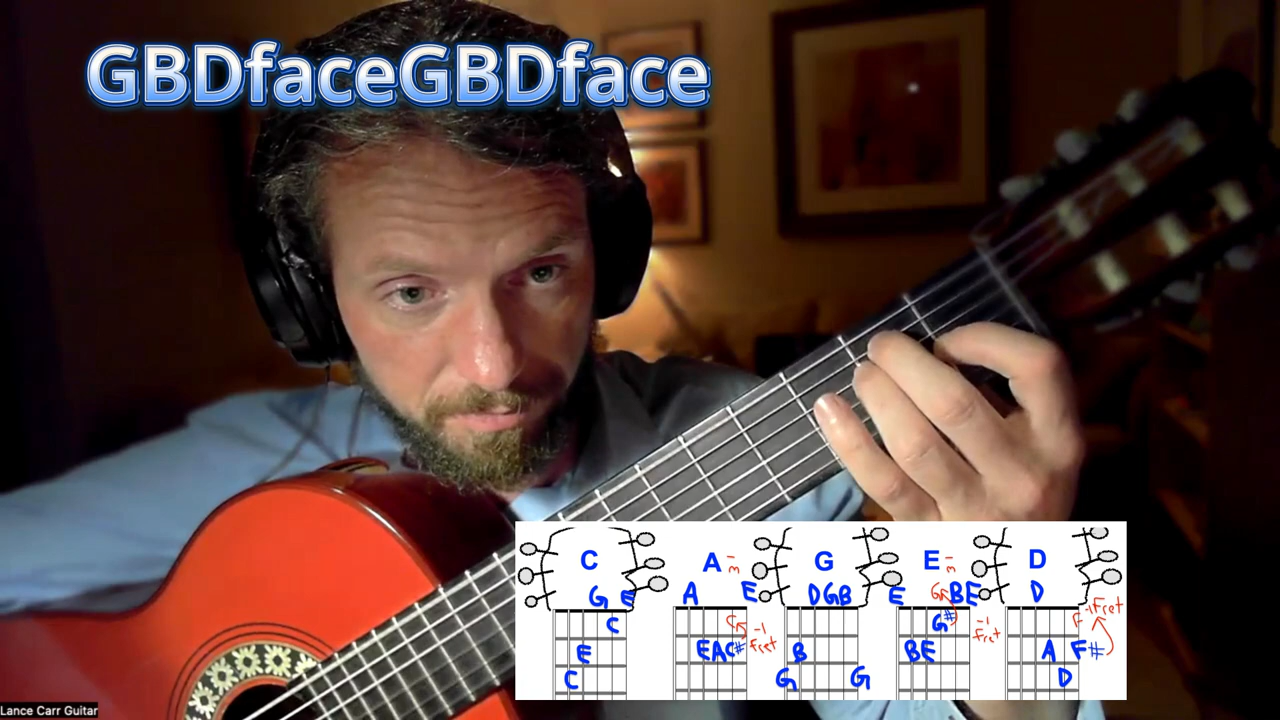 GBDfaceGBDface
C A -m G E -m D
G E A E D G B E G B E D
C C -1 fret G# -1 fret F -1 Fret
E E A C# B B E A F#
C G G D
Lance Carr Guitar